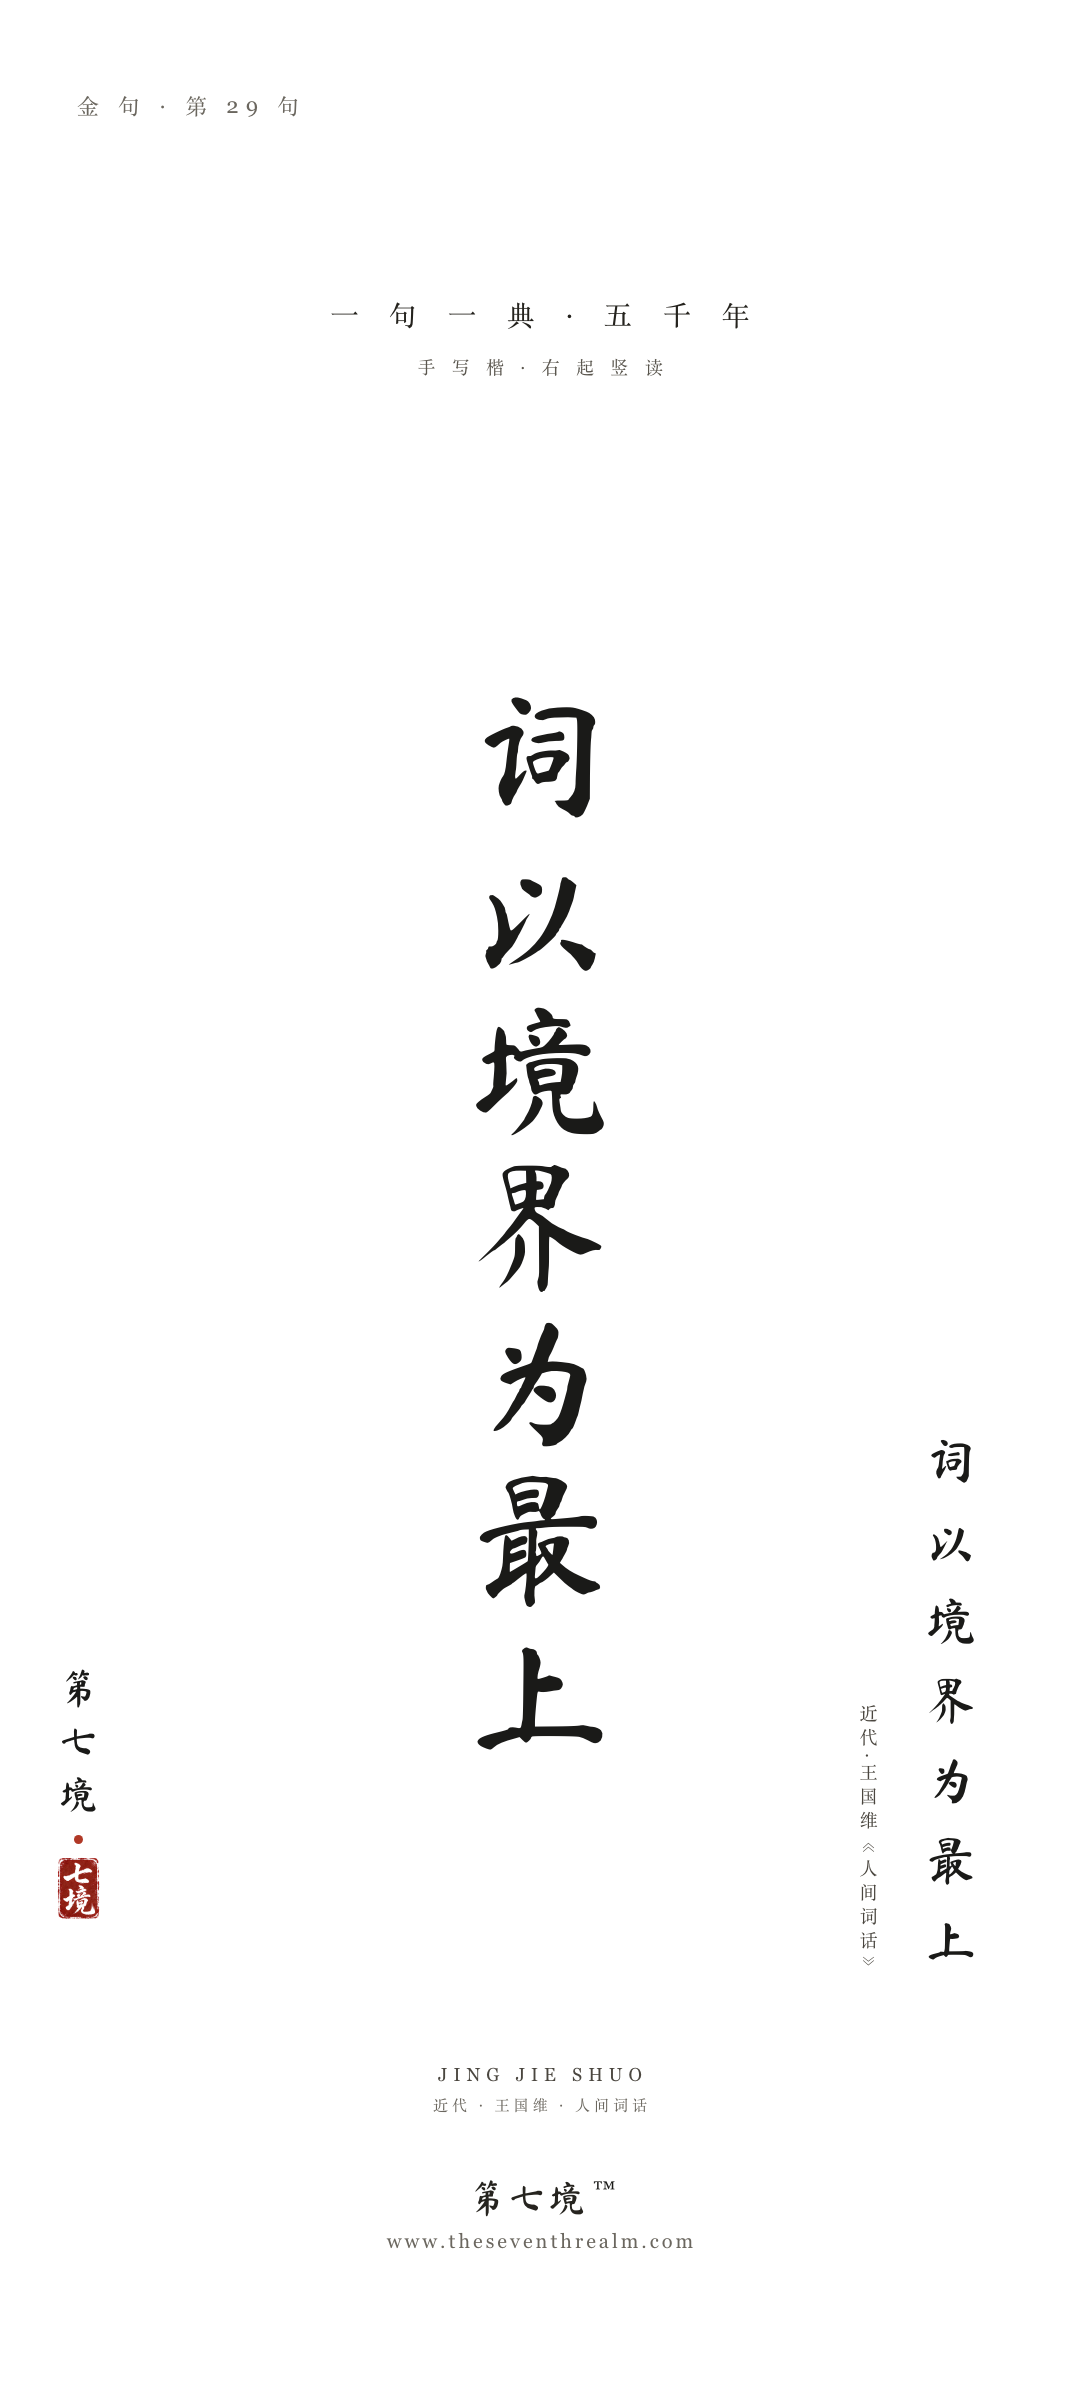 金句·第29句
一句一典·五千年
手写楷·右起竖读
词以境界为最上
词以境界为最上
近代·王国维《人间词话》
第七境
七境
JING JIE SHUO
近代 · 王国维 · 人间词话
第七境™
www.theseventhrealm.com